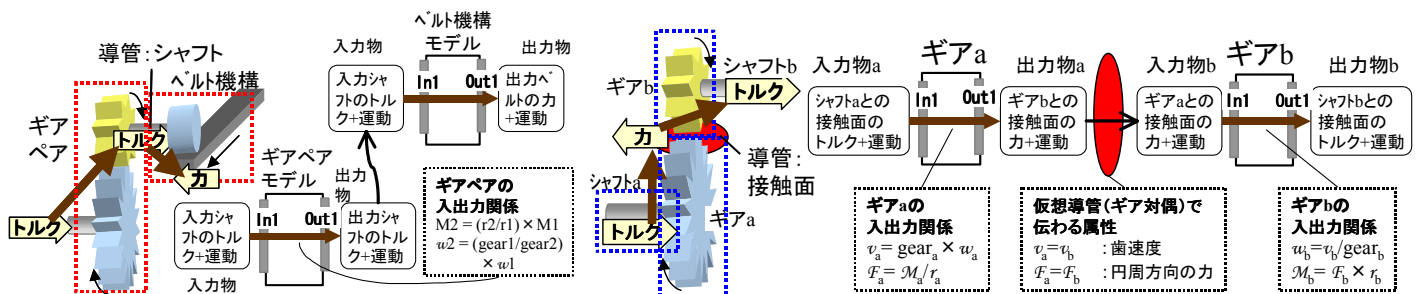 導管：シャフト
ベルト機構
ギア
ペア
トルク
力
トルク
ベルト機構
モデル
入力物
出力物
In1
Out1
入力シャ
フトのトル
ク+運動
出力ベ
ルトの力
+運動
ギアペア
モデル
出力
物
In1
Out1
入力シャ
フトのトル
ク+運動
出力シャ
フトのトル
ク+運動
入力物
ギアペアの
入出力関係
M2 = (r2/r1) × M1
w2 = (gear1/gear2)
× w1
ギアb
シャフトb
トルク
力
導管：
接触面
シャフトa
トルク
ギアa
ギアa
入力物a
出力物a
In1
Out1
シャフトaとの
接触面の
トルク+運動
ギアbとの
接触面の
力+運動
ギアaの
入出力関係
va= geara × wa
Fa= Ma/ra
仮想導管(ギア対偶)で
伝わる属性
va=vb ：歯速度
Fa=Fb ：円周方向の力
ギアb
入力物b
出力物b
In1
Out1
ギアaとの
接触面の
力+運動
シャフトbとの
接触面の
トルク+運動
ギアbの
入出力関係
wb=vb/gearb
Mb= Fb × rb